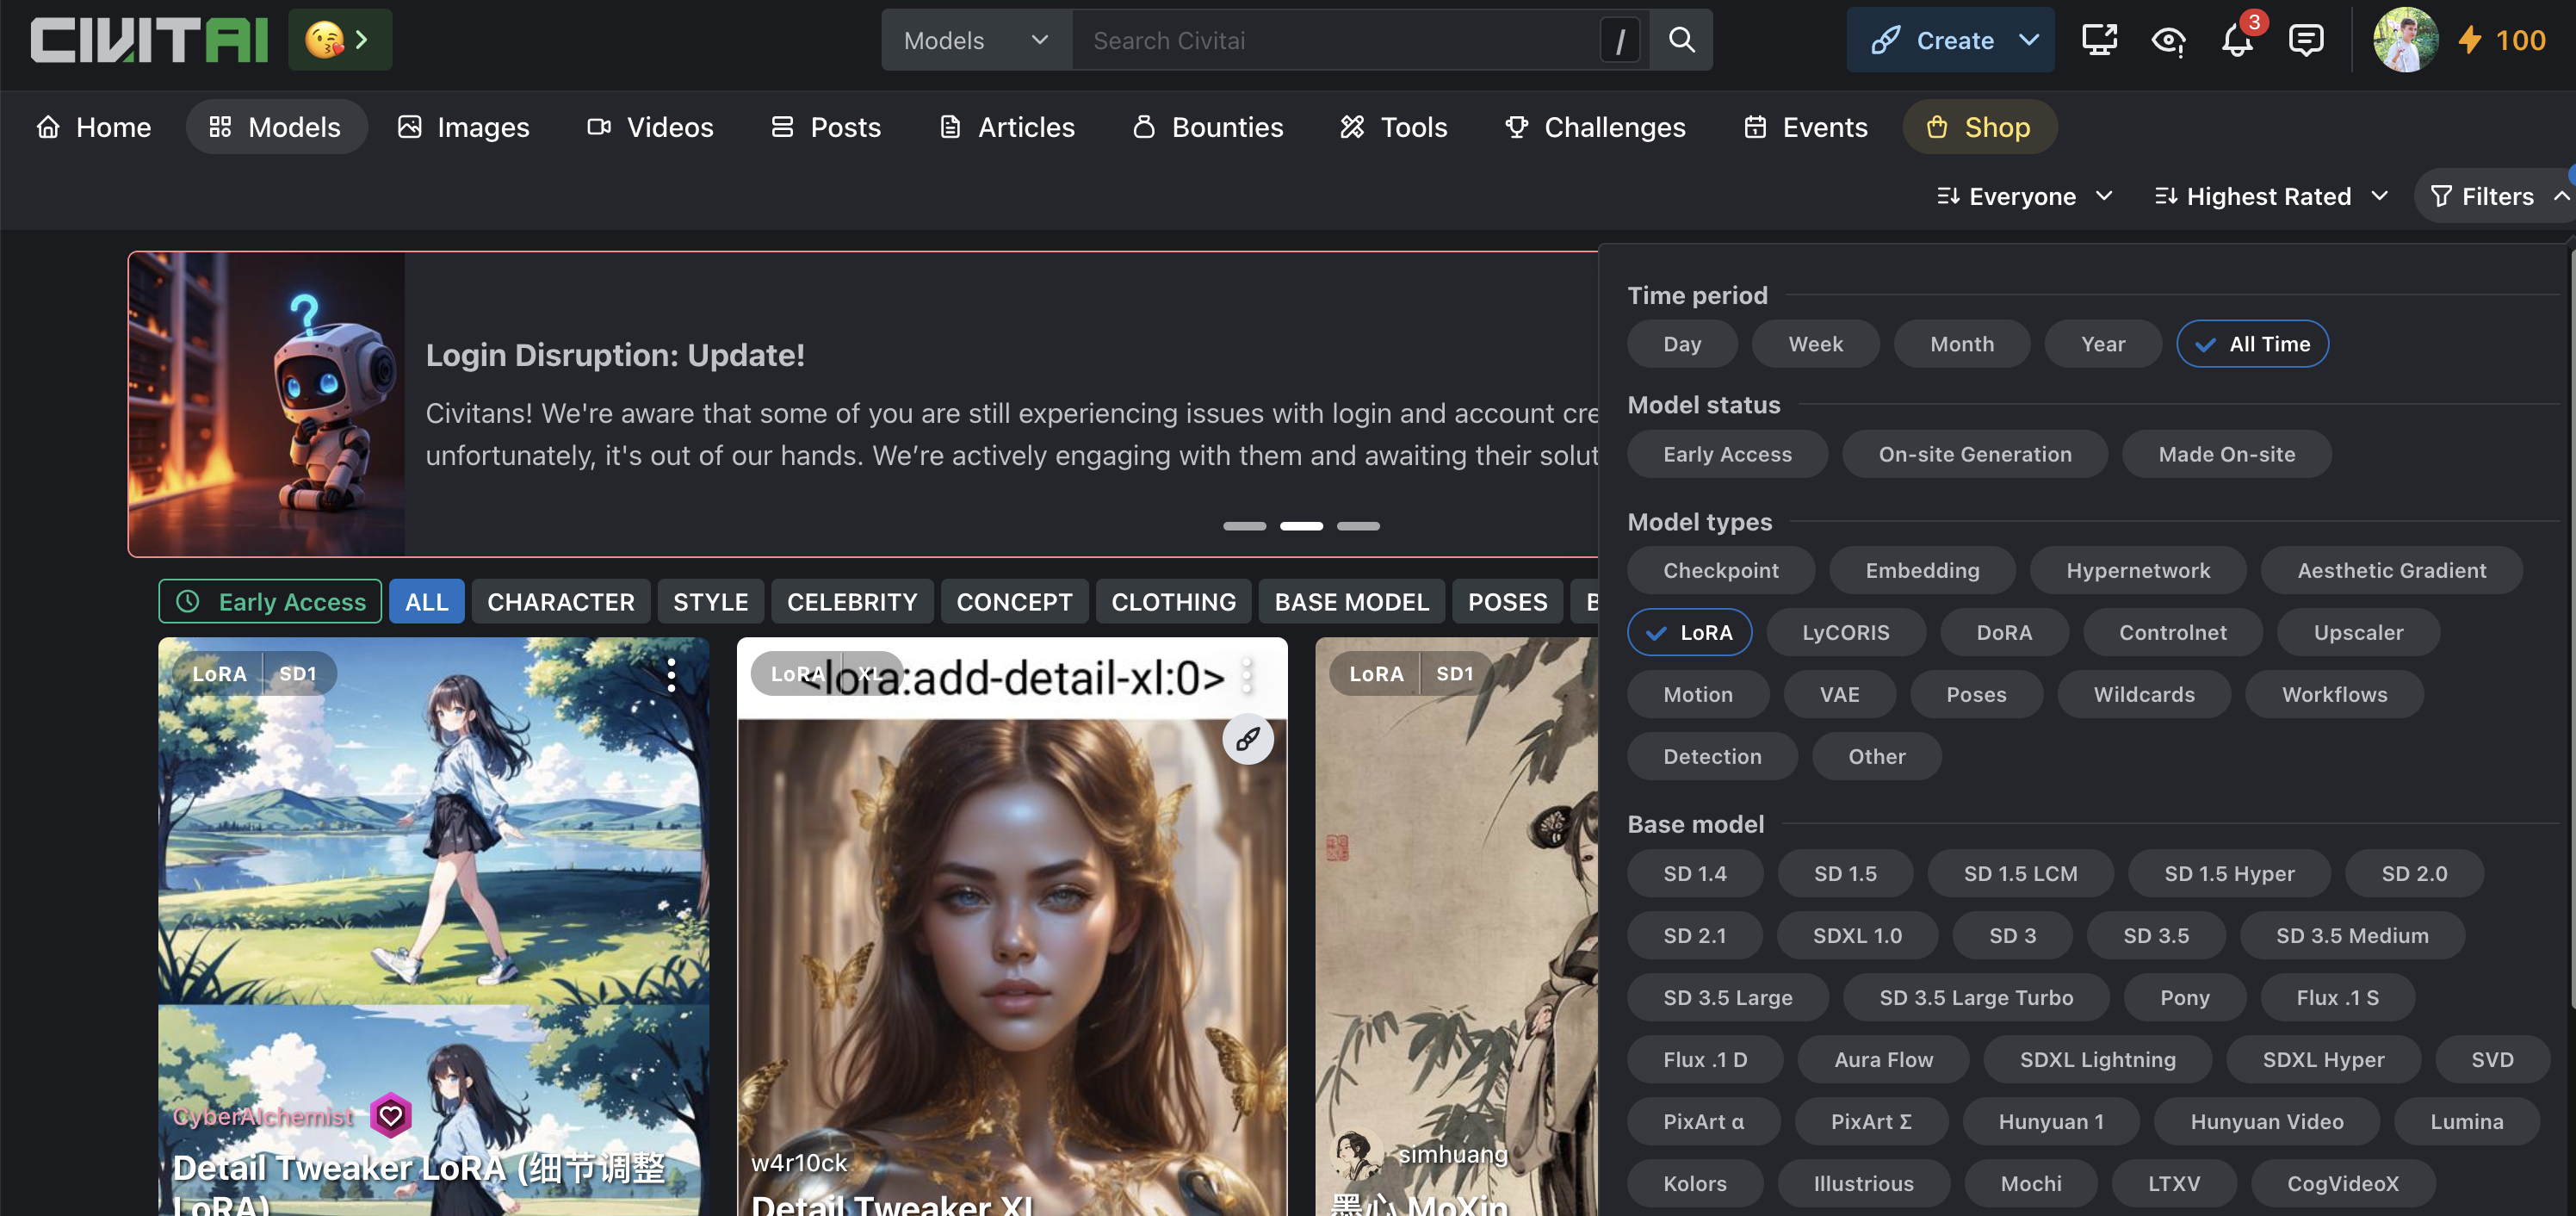 CIVITAI
Models
Search Civitai
/
Create
3
100
Home
Models
Images
Videos
Posts
Articles
Bounties
Tools
Challenges
Events
Shop
Everyone
Highest Rated
Filters
Login Disruption: Update!
Civitans! We're aware that some of you are still experiencing issues with login and account
unfortunately, it's out of our hands. We’re actively engaging with them and awaiting their
Early Access
ALL
CHARACTER
STYLE
CELEBRITY
CONCEPT
CLOTHING
BASE MODEL
POSES
LoRA
SD1
CyberAlchemist
Detail Tweaker LoRA (细节调整
LoRA)
LoRA
XL
<lora:add-detail-xl:0>
w4r10ck
Detail Tweaker XL
LoRA
SD1
simhuang
墨心 MoXin
Time period
Day
Week
Month
Year
All Time
Model status
Early Access
On-site Generation
Made On-site
Model types
Checkpoint
Embedding
Hypernetwork
Aesthetic Gradient
LoRA
LyCORIS
DoRA
Controlnet
Upscaler
Motion
VAE
Poses
Wildcards
Workflows
Detection
Other
Base model
SD 1.4
SD 1.5
SD 1.5 LCM
SD 1.5 Hyper
SD 2.0
SD 2.1
SDXL 1.0
SD 3
SD 3.5
SD 3.5 Medium
SD 3.5 Large
SD 3.5 Large Turbo
Pony
Flux .1 S
Flux .1 D
Aura Flow
SDXL Lightning
SDXL Hyper
SVD
PixArt α
PixArt Σ
Hunyuan 1
Hunyuan Video
Lumina
Kolors
Illustrious
Mochi
LTXV
CogVideoX